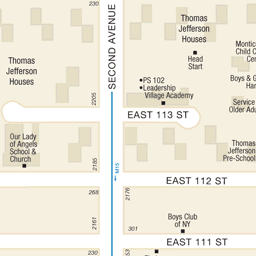 230
SECOND AVENUE
Thomas
Jefferson
Houses
Head
Start
Thomas
Jefferson
Houses
PS 102
Leadership
Village Academy
Boys &
Service
Older Adu
2205
EAST 113 ST
Our Lady
of Angels
School &
Church
2185
M15
Thomas
Jefferson
Pre-School
EAST 112 ST
268
2176
2161
Boys Club
of NY
301
EAST 111 ST
230